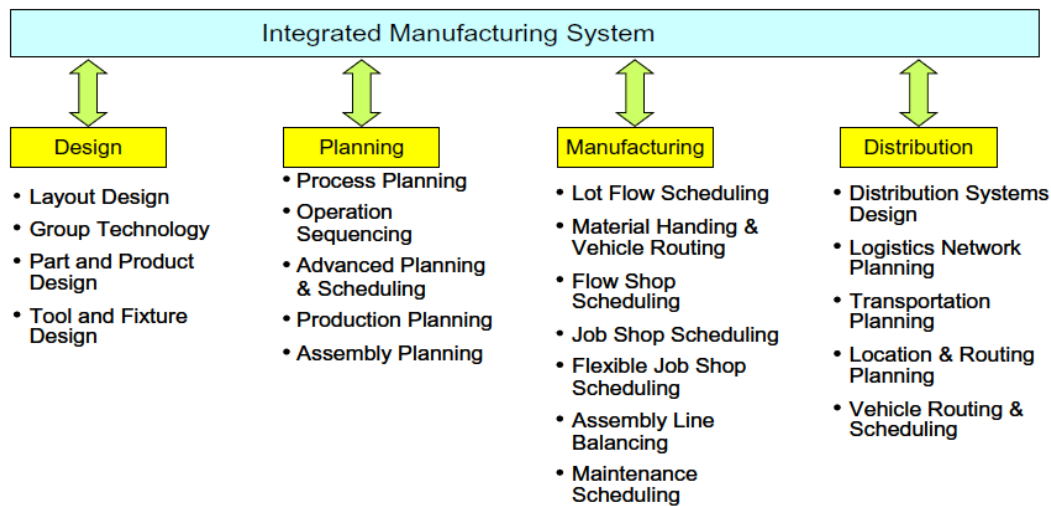 Integrated Manufacturing System
Design
• Layout Design
• Group Technology
• Part and Product
Design
• Tool and Fixture
Design
Planning
• Process Planning
• Operation
Sequencing
• Advanced Planning
& Scheduling
• Production Planning
• Assembly Planning
Manufacturing
• Lot Flow Scheduling
• Material Handing &
Vehicle Routing
• Flow Shop
Scheduling
• Job Shop Scheduling
• Flexible Job Shop
Scheduling
• Assembly Line
Balancing
• Maintenance
Scheduling
Distribution
• Distribution Systems
Design
• Logistics Network
Planning
• Transportation
Planning
• Location & Routing
Planning
• Vehicle Routing &
Scheduling